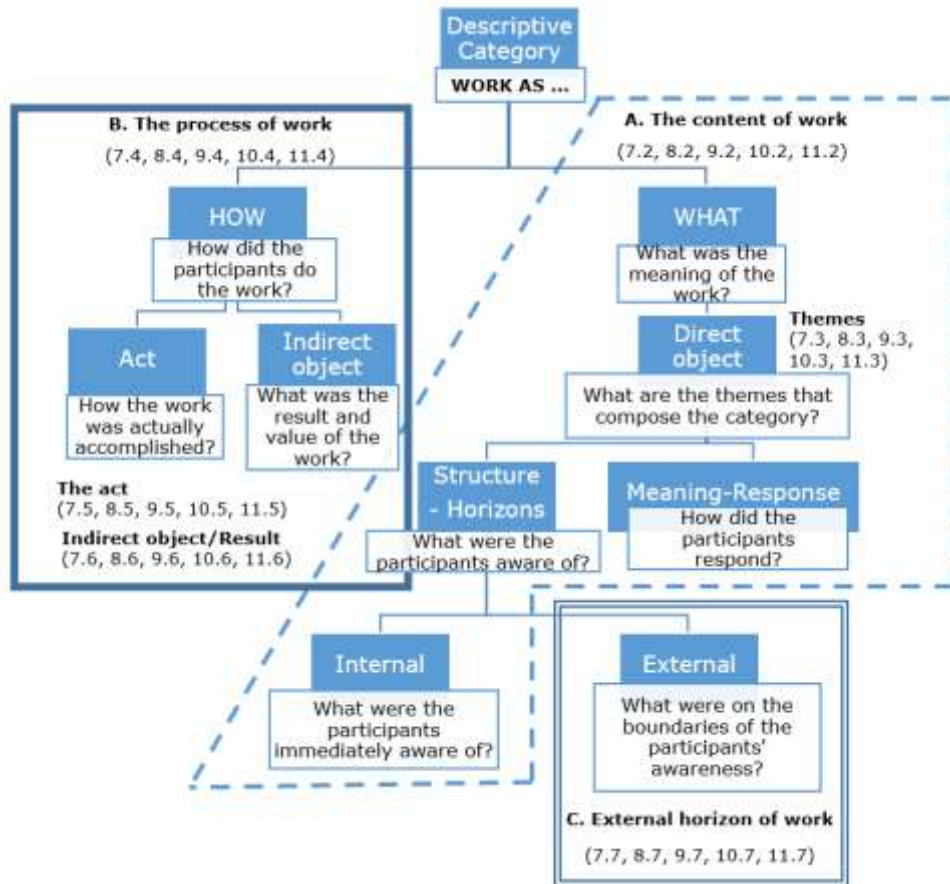 Descriptive
Category
WORK AS ...
B. The process of work
(7.4, 8.4, 9.4, 10.4, 11.4)
A. The content of work
(7.2, 8.2, 9.2, 10.2, 11.2)
HOW
How did the
participants do
the work?
WHAT
What was the
meaning of the
work?
Act
How the work
was actually
accomplished?
Indirect
object
What was the
result and
value of the
work?
Direct
object
Themes
(7.3, 8.3, 9.3,
10.3, 11.3)
What are the themes that
compose the category?
The act
(7.5, 8.5, 9.5, 10.5, 11.5)
Indirect object/Result
(7.6, 8.6, 9.6, 10.6, 11.6)
Structure
- Horizons
What were the
participants aware of?
Meaning-Response
How did the
participants
respond?
Internal
What were the
participants
immediately aware of?
External
What were on the
boundaries of the
participants'
awareness?
C. External horizon of work
(7.7, 8.7, 9.7, 10.7, 11.7)